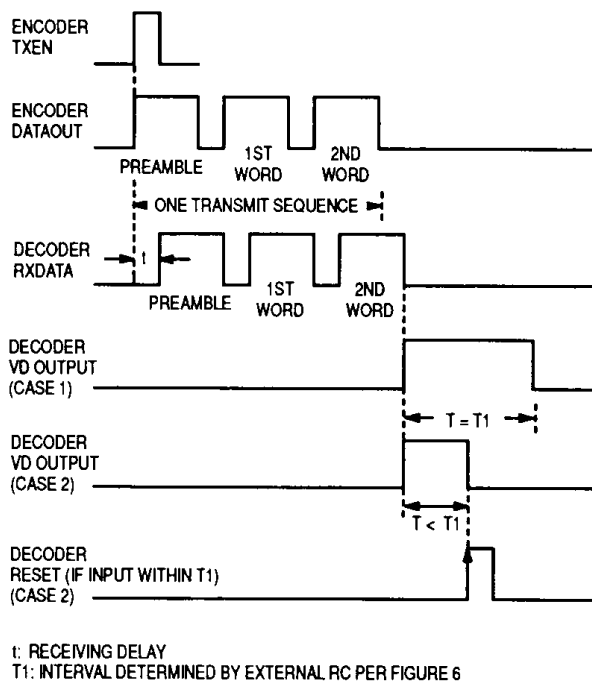 ENCODER
TXEN
ENCODER
DATAOUT
PREAMBLE
1ST
WORD
2ND
WORD
ONE TRANSMIT SEQUENCE
DECODER
RXDATA
t
PREAMBLE
1ST
WORD
2ND
WORD
DECODER
VD OUTPUT
(CASE 1)
T = T1
DECODER
VD OUTPUT
(CASE 2)
T < T1
DECODER
RESET (IF INPUT WITHIN T1)
(CASE 2)
t: RECEIVING DELAY
T1: INTERVAL DETERMINED BY EXTERNAL RC PER FIGURE 6